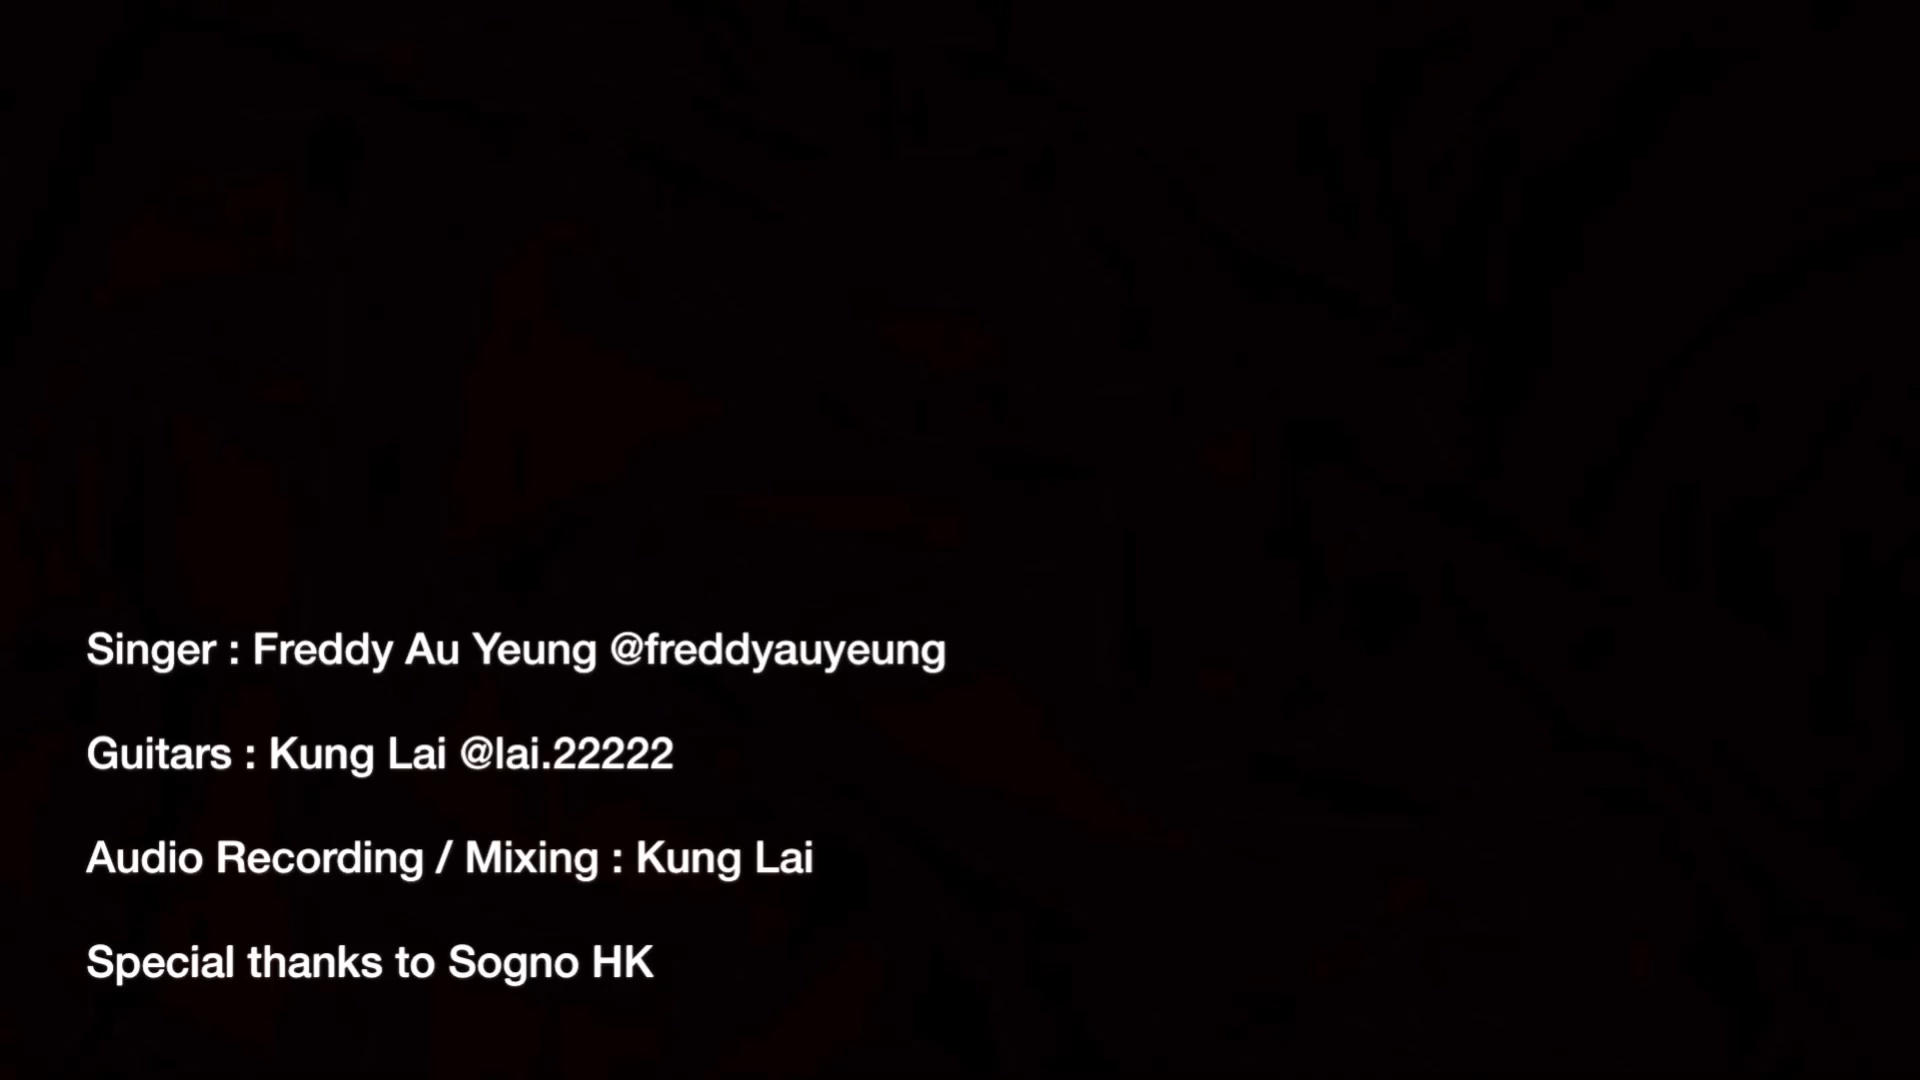 Singer : Freddy Au Yeung @freddyauyeung
Guitars : Kung Lai @lai.22222
Audio Recording / Mixing : Kung Lai
Special thanks to Sogno HK